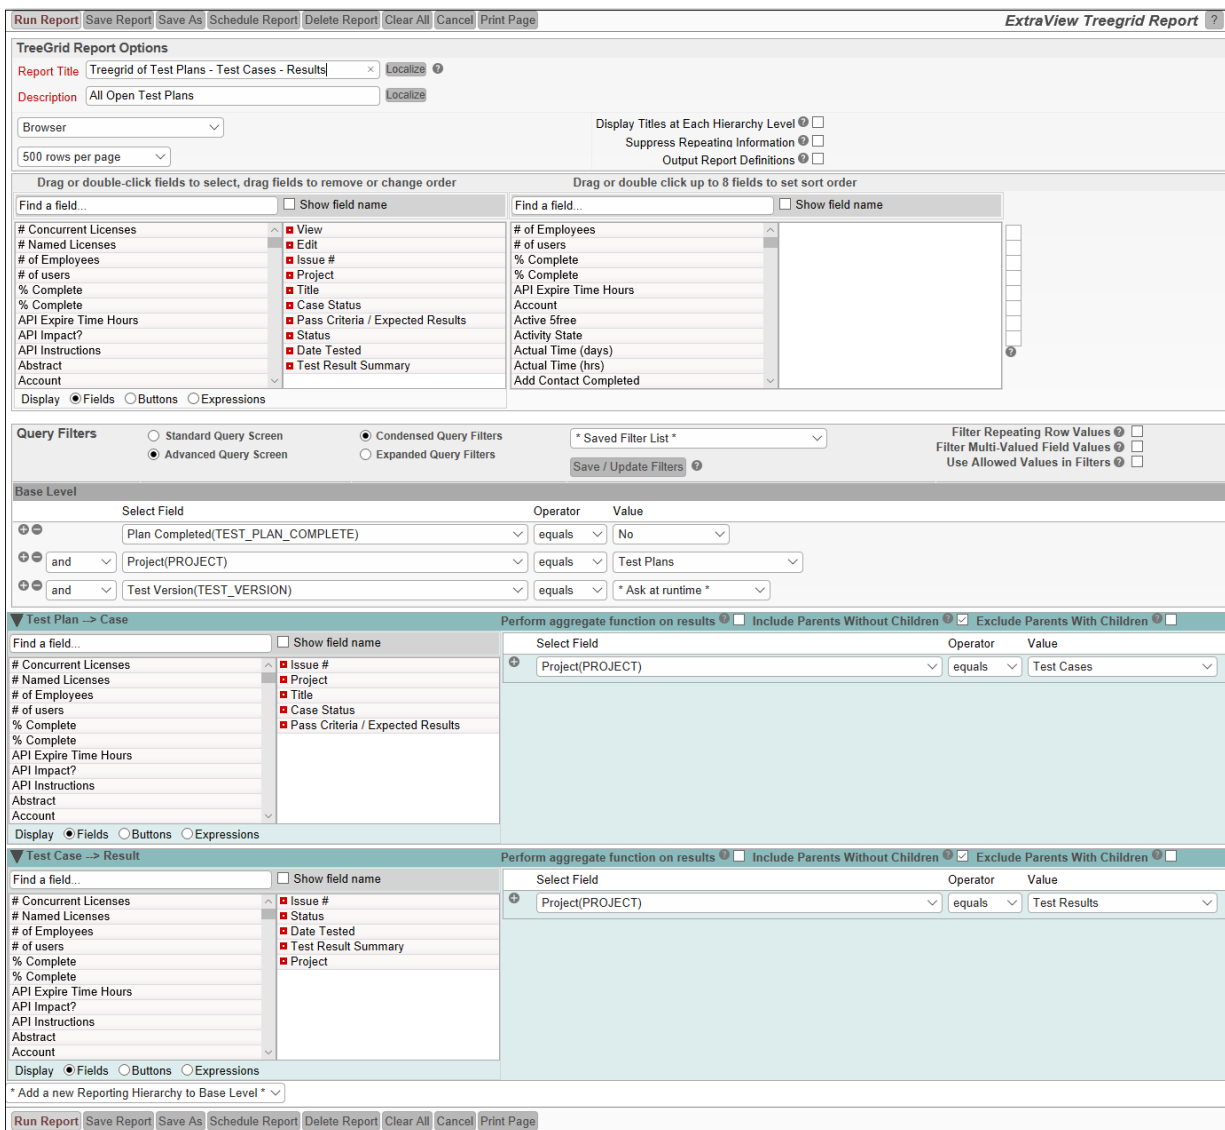 Run Report Save Report Save As Schedule Report Delete Report Clear All Cancel Print Page ExtraView Treegrid Report ?
TreeGrid Report Options
Report Title Treegrid of Test Plans - Test Cases - Results × Localize ?
Description All Open Test Plans Localize
Browser Display Titles at Each Hierarchy Level ?
Suppress Repeating Information ?
500 rows per page Output Report Definitions ?
Drag or double-click fields to select, drag fields to remove or change order Drag or double click up to 8 fields to set sort order
Find a field... Show field name Find a field... Show field name
# Concurrent Licenses View # of Employees
# Named Licenses Edit # of users
# of Employees Issue # % Complete
# of users Project % Complete
% Complete Title API Expire Time Hours
% Complete Case Status Account
API Expire Time Hours Pass Criteria / Expected Results Active 5free
API Impact? Status Activity State
API Instructions Date Tested Actual Time (days) ?
Abstract Test Result Summary Actual Time (hrs)
Account Add Contact Completed
Display Fields Buttons Expressions
Query Filters Standard Query Screen Condensed Query Filters * Saved Filter List * Filter Repeating Row Values ?
Filter Multi-Valued Field Values ?
Advanced Query Screen Expanded Query Filters Save / Update Filters ? Use Allowed Values in Filters ?
Base Level
Select Field Operator Value
Plan Completed(TEST_PLAN_COMPLETE) equals No
and Project(PROJECT) equals Test Plans
and Test Version(TEST_VERSION) equals * Ask at runtime *
Test Plan --> Case Perform aggregate function on results ? Include Parents Without Children ? Exclude Parents With Children ?
Find a field... Show field name Select Field Operator Value
# Concurrent Licenses Issue # Project(PROJECT) equals Test Cases
# Named Licenses Project
# of Employees Title
# of users Case Status
% Complete Pass Criteria / Expected Results
% Complete
API Expire Time Hours
API Impact?
API Instructions
Abstract
Account
Display Fields Buttons Expressions
Test Case --> Result Perform aggregate function on results ? Include Parents Without Children ? Exclude Parents With Children ?
Find a field... Show field name Select Field Operator Value
# Concurrent Licenses Issue # Project(PROJECT) equals Test Results
# Named Licenses Status
# of Employees Date Tested
# of users Test Result Summary
% Complete Project
% Complete
API Expire Time Hours
API Impact?
API Instructions
Abstract
Account
Display Fields Buttons Expressions
* Add a new Reporting Hierarchy to Base Level *
Run Report Save Report Save As Schedule Report Delete Report Clear All Cancel Print Page